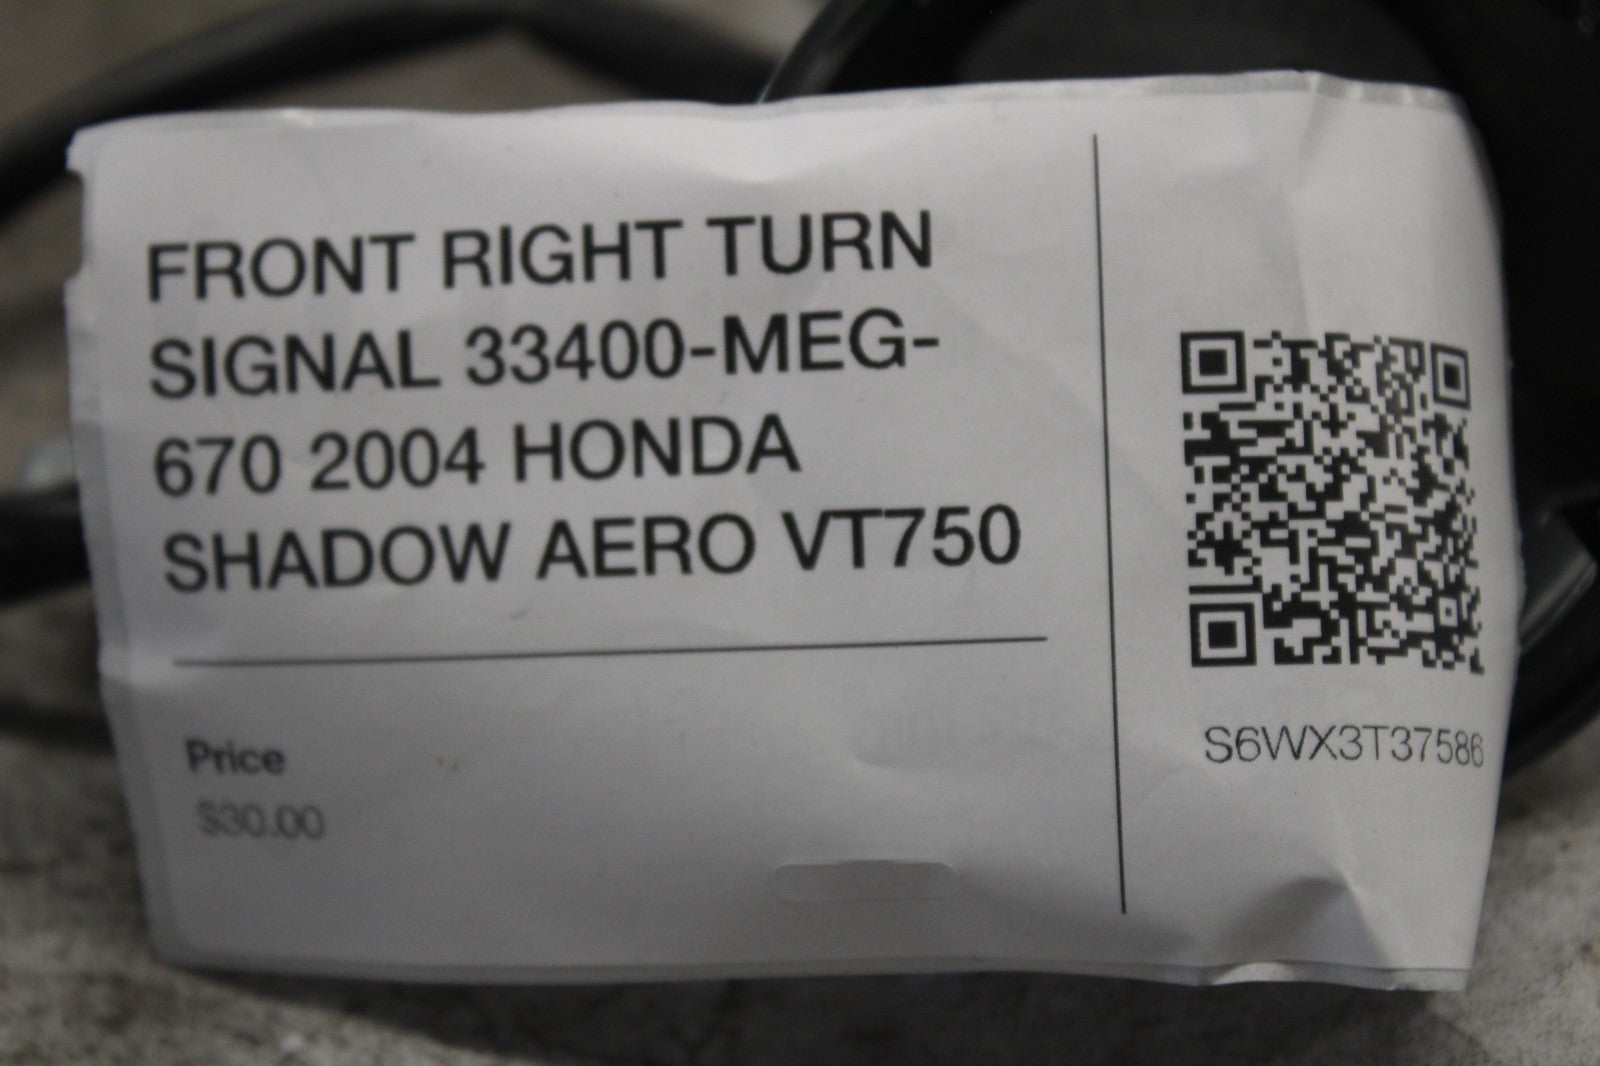 FRONT RIGHT TURN
SIGNAL 33400-MEG-
670 2004 HONDA
SHADOW AERO VT750
Price
$30.00
S6WX3T37586